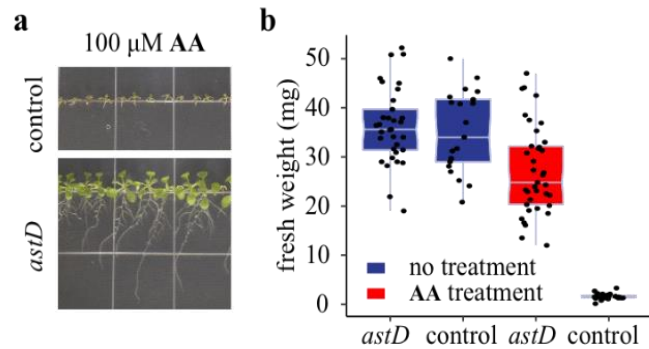 a
100 μM AA
control
astD
b
fresh weight (mg)
50
40
30
20
10
0
no treatment
AA treatment
astD control astD control